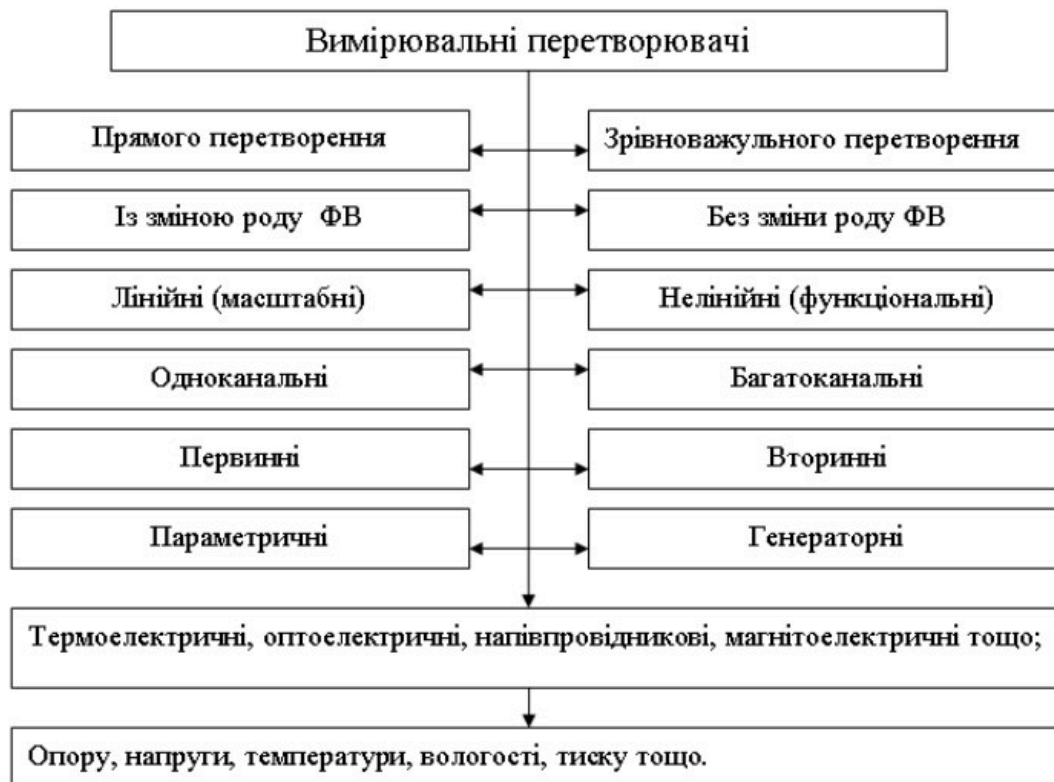 Вимірювальні перетворювачі
Прямого перетворення
Зрівноважульного перетворення
Із зміною роду ФВ
Без зміни роду ФВ
Лінійні (масштабні)
Нелінійні (функціональні)
Одноканальні
Багатоканальні
Первинні
Вторинні
Параметричні
Генераторні
Термоелектричні, оптоелектричні, напівпровідникові, магнітоелектричні тощо;
Опору, напруги, температури, вологості, тиску тощо.